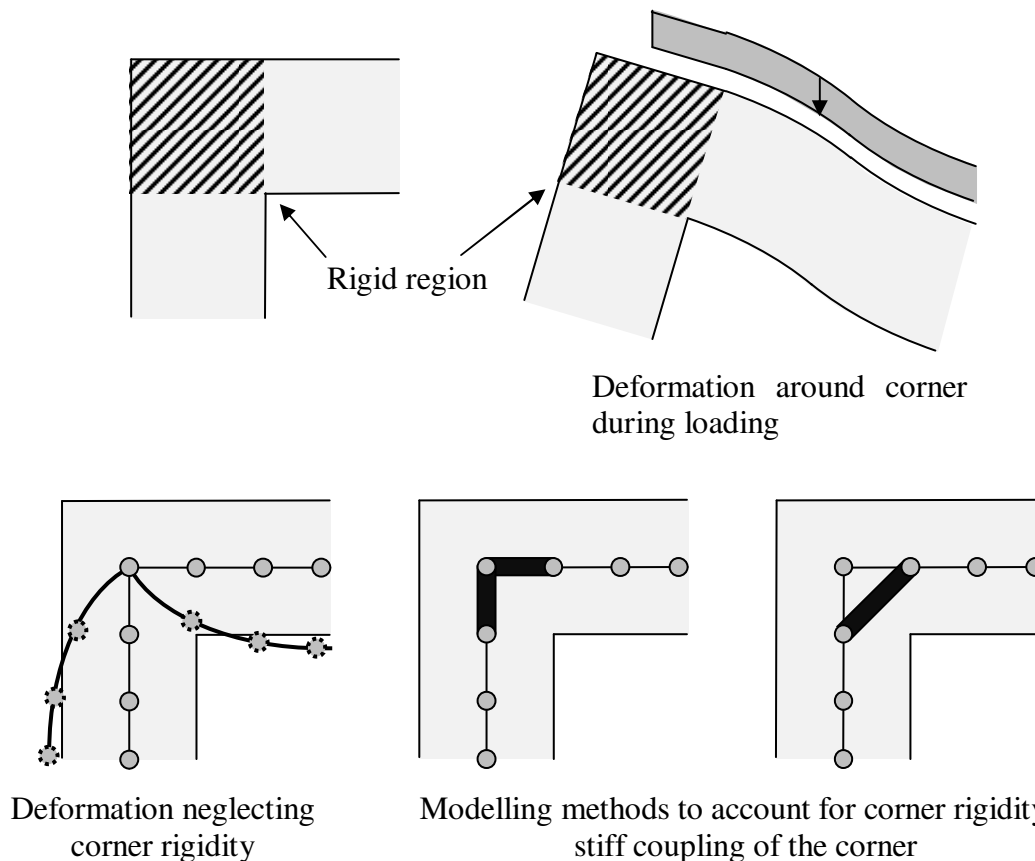 Rigid region
Deformation around corner
during loading
Deformation neglecting
corner rigidity
Modelling methods to account for corner rigidity
stiff coupling of the corner